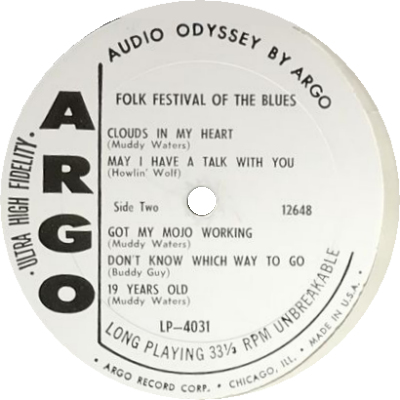 AUDIO ODYSSEY BY ARGO
ARGO
• ULTRA HIGH FIDELITY •
FOLK FESTIVAL OF THE BLUES
CLOUDS IN MY HEART
(Muddy Waters)
MAY I HAVE A TALK WITH YOU
(Howlin' Wolf)
Side Two
12648
GOT MY MOJO WORKING
(Muddy Waters)
DON'T KNOW WHICH WAY TO GO
(Buddy Guy)
19 YEARS OLD
(Muddy Waters)
LP-4031
LONG PLAYING 33⅓ RPM UNBREAKABLE
• ARGO RECORD CORP. • CHICAGO, ILL. • MADE IN U.S.A. •